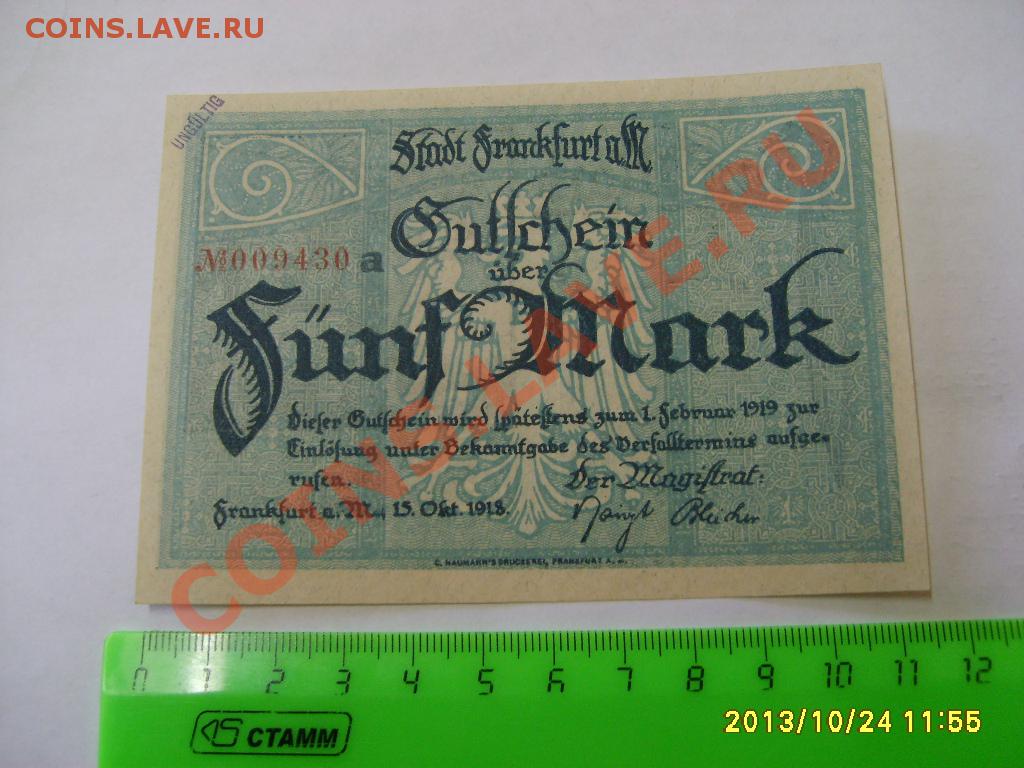 COINS.LAVE.RU
UNGÜLTIG
Stadt Frankfurt a.M.
Gutschein
№009430 a
über
Fünf Mark
Dieser Gutschein wird spätestens zum 1. Februar 1919 zur
Einlösung unter Bekanntgabe des Verfalltermins aufge-
rufen.
Der Magistrat:
Frankfurt a. M., 15. Okt. 1918.
C. NAUMANN'S DRUCKEREI, FRANKFURT A. M.
COINS.LAVE.RU
0 1 2 3 4 5 6 7 8 9 10 11 12
СТАММ
2013/10/24 11:55